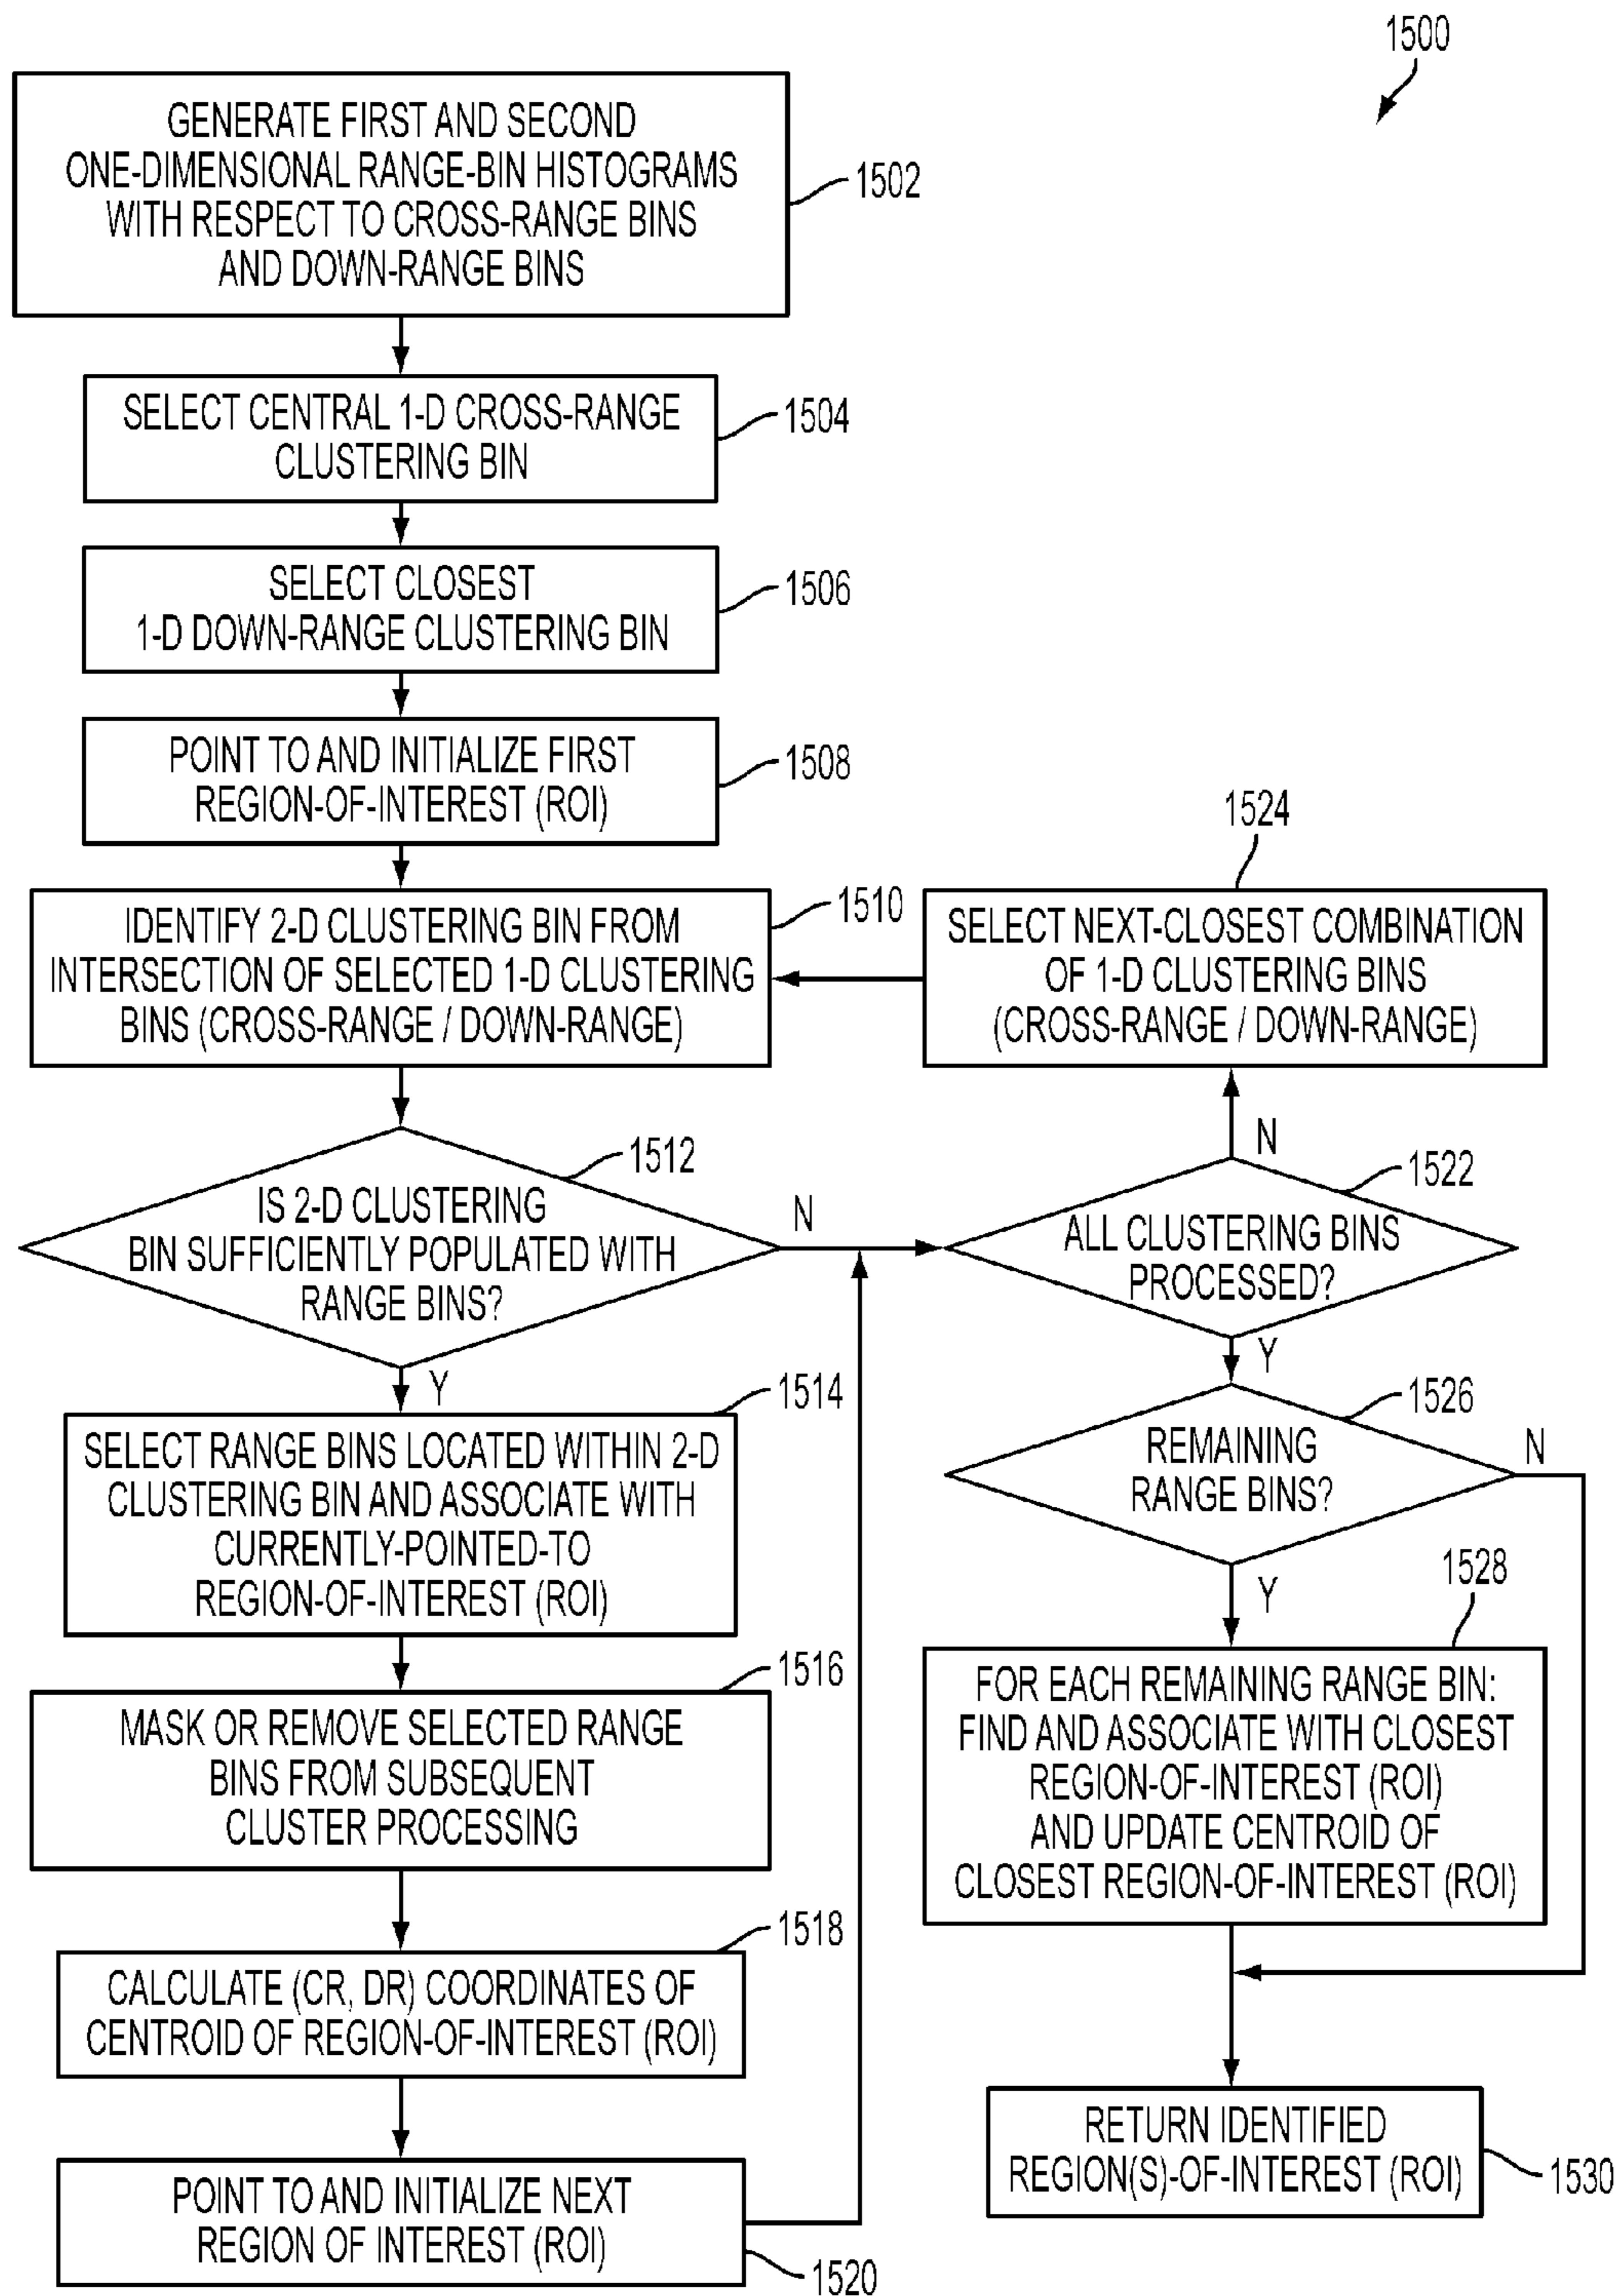 1500
GENERATE FIRST AND SECOND
ONE-DIMENSIONAL RANGE-BIN HISTOGRAMS
WITH RESPECT TO CROSS-RANGE BINS
AND DOWN-RANGE BINS
1502
SELECT CENTRAL 1-D CROSS-RANGE
CLUSTERING BIN
1504
SELECT CLOSEST
1-D DOWN-RANGE CLUSTERING BIN
1506
POINT TO AND INITIALIZE FIRST
REGION-OF-INTEREST (ROI)
1508
IDENTIFY 2-D CLUSTERING BIN FROM
INTERSECTION OF SELECTED 1-D CLUSTERING
BINS (CROSS-RANGE / DOWN-RANGE)
1510
IS 2-D CLUSTERING
BIN SUFFICIENTLY POPULATED WITH
RANGE BINS?
1512
N
Y
SELECT RANGE BINS LOCATED WITHIN 2-D
CLUSTERING BIN AND ASSOCIATE WITH
CURRENTLY-POINTED-TO
REGION-OF-INTEREST (ROI)
1514
MASK OR REMOVE SELECTED RANGE
BINS FROM SUBSEQUENT
CLUSTER PROCESSING
1516
CALCULATE (CR, DR) COORDINATES OF
CENTROID OF REGION-OF-INTEREST (ROI)
1518
POINT TO AND INITIALIZE NEXT
REGION OF INTEREST (ROI)
1520
1524
SELECT NEXT-CLOSEST COMBINATION
OF 1-D CLUSTERING BINS
(CROSS-RANGE / DOWN-RANGE)
N
1522
ALL CLUSTERING BINS
PROCESSED?
Y
1526
REMAINING
RANGE BINS?
N
Y
1528
FOR EACH REMAINING RANGE BIN:
FIND AND ASSOCIATE WITH CLOSEST
REGION-OF-INTEREST (ROI)
AND UPDATE CENTROID OF
CLOSEST REGION-OF-INTEREST (ROI)
RETURN IDENTIFIED
REGION(S)-OF-INTEREST (ROI)
1530